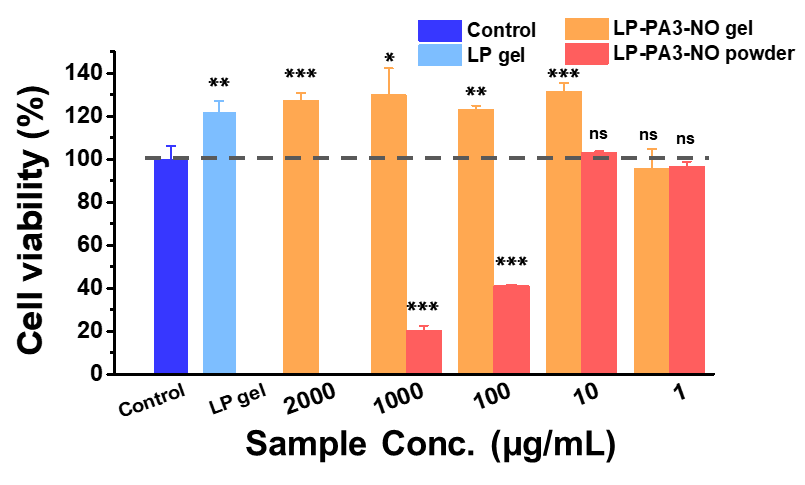 Control
LP gel
LP-PA3-NO gel
LP-PA3-NO powder
Cell viability (%)
140
120
100
80
60
40
20
0
**
***
*
**
***
ns
ns
ns
***
***
Control
LP gel
2000
1000
100
10
1
Sample Conc. (μg/mL)